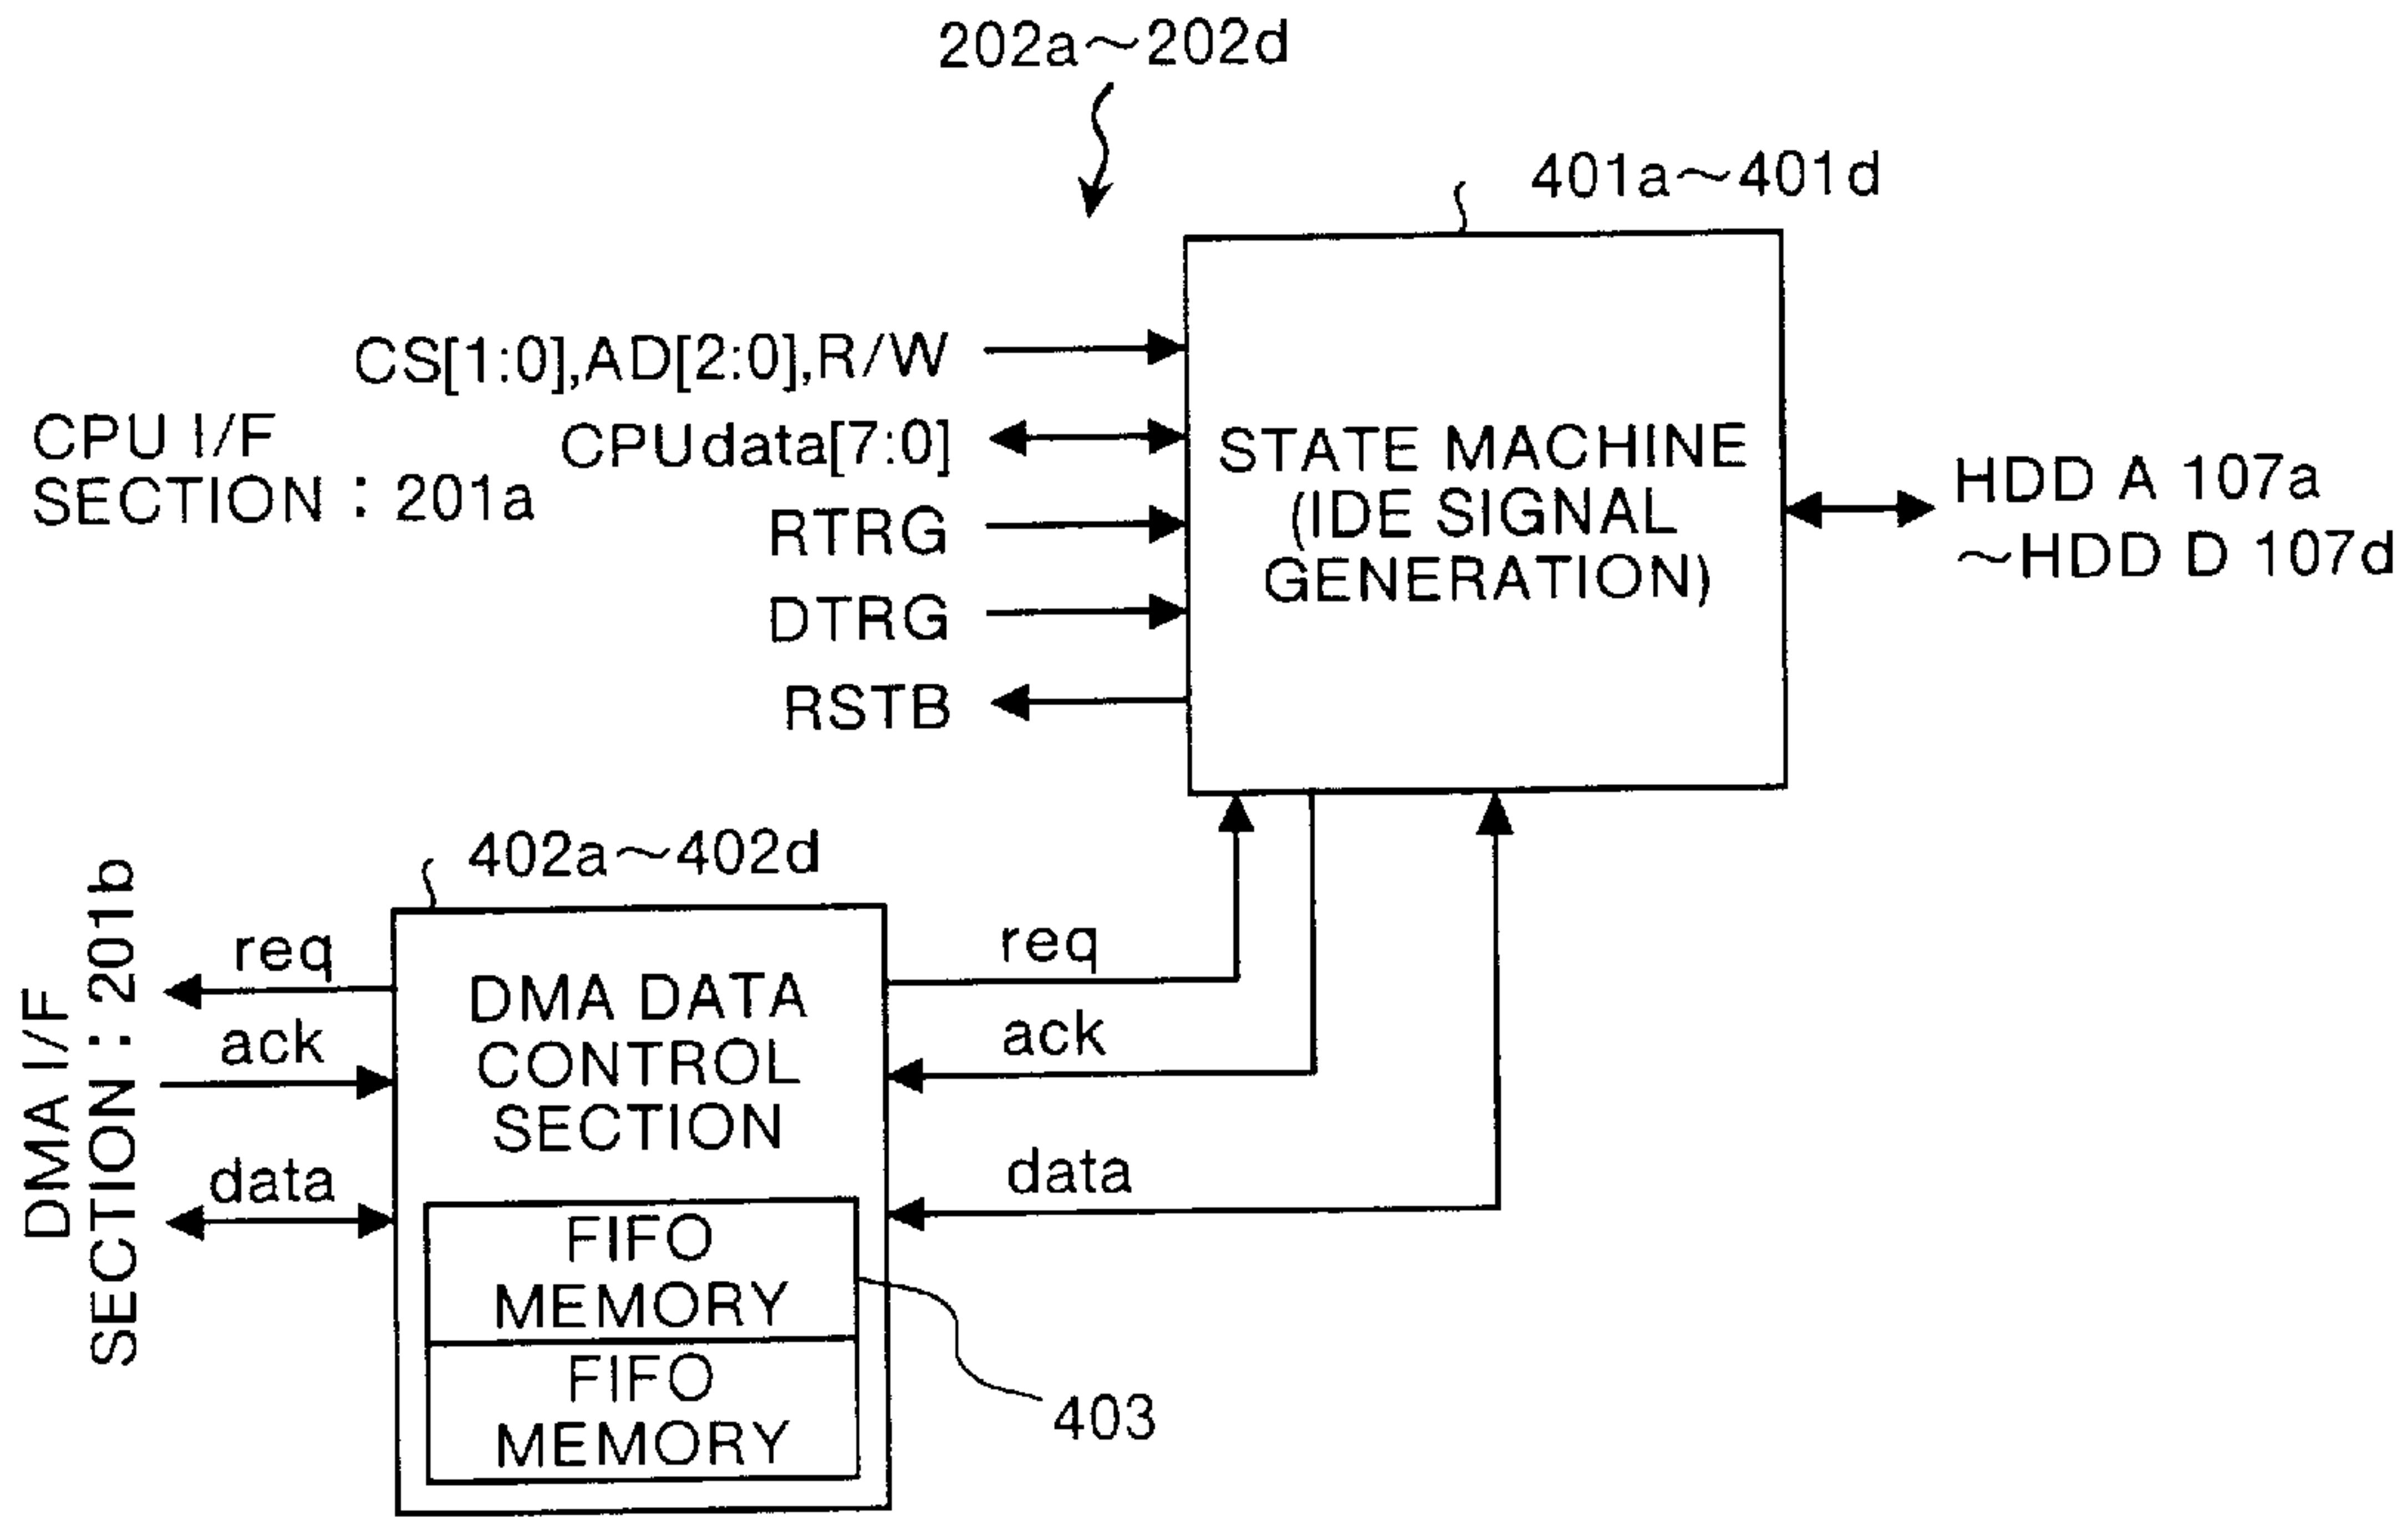 202a～202d
401a～401d
CS[1:0],AD[2:0],R/W
CPU I/F
SECTION : 201a
CPUdata[7:0]
RTRG
DTRG
RSTB
STATE MACHINE
(IDE SIGNAL
GENERATION)
HDD A 107a
～HDD D 107d
402a～402d
DMA I/F
SECTION : 201b
req
ack
data
DMA DATA
CONTROL
SECTION
req
ack
data
FIFO
MEMORY
FIFO
MEMORY
403